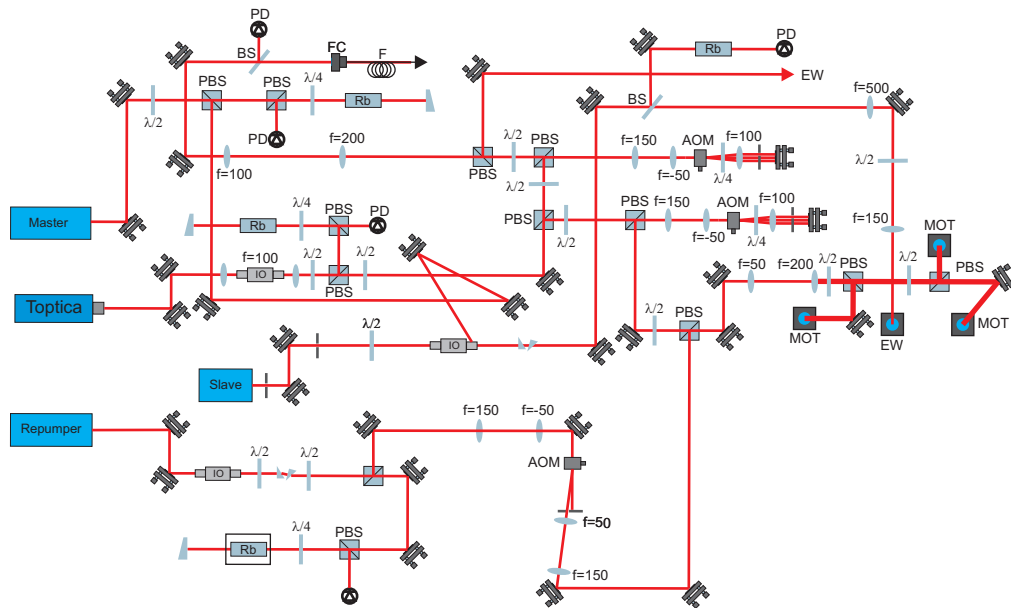 PD
BS
FC
F
PBS
PBS
λ/4
Rb
λ/2
PD
f=100
f=200
PD
Rb
BS
EW
f=500
λ/2
PBS
PBS
λ/2
f=150
f=-50
AOM
λ/4
f=100
λ/2
PBS
λ/2
PBS
f=150
f=-50
AOM
λ/4
f=100
f=150
Master
Rb
λ/4
PBS
PD
f=100
IO
λ/2
PBS
λ/2
Toptica
MOT
f=50
f=200
λ/2
PBS
λ/2
PBS
MOT
EW
MOT
λ/2
PBS
λ/2
IO
Slave
Repumper
IO
λ/2
λ/2
f=150
f=-50
AOM
f=50
f=150
Rb
λ/4
PBS